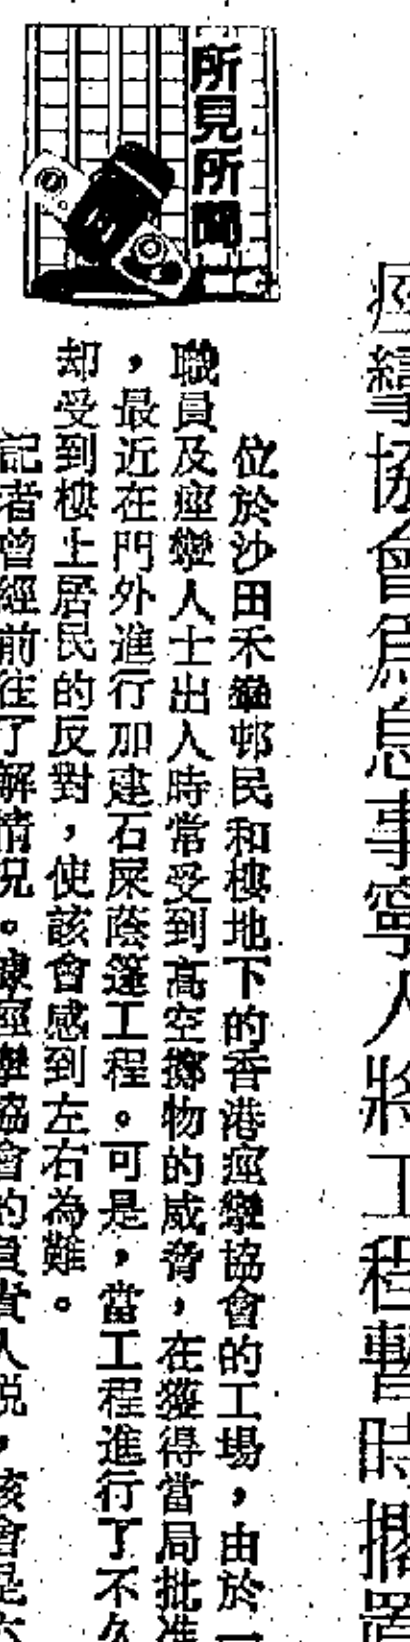 痙攣協會為息事寧人將工程暫時擱置
所見所聞
位於沙田禾輋邨民和樓地下的香港痙攣協會的工場，由於一
職員及痙攣人士出入時常受到高空擲物的威脅，在獲得當局批准
，最近在門外進行加建石屎蔭篷工程。可是，當工程進行了不久
却受到樓上居民的反對，使該會感到左右為難。
記者曾經前往了解情況。據痙攣協會的負責人說，該會是六